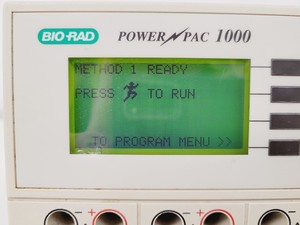 BIO-RAD POWER PAC 1000
METHOD 1 READY
PRESS TO RUN
TO PROGRAM MENU >>